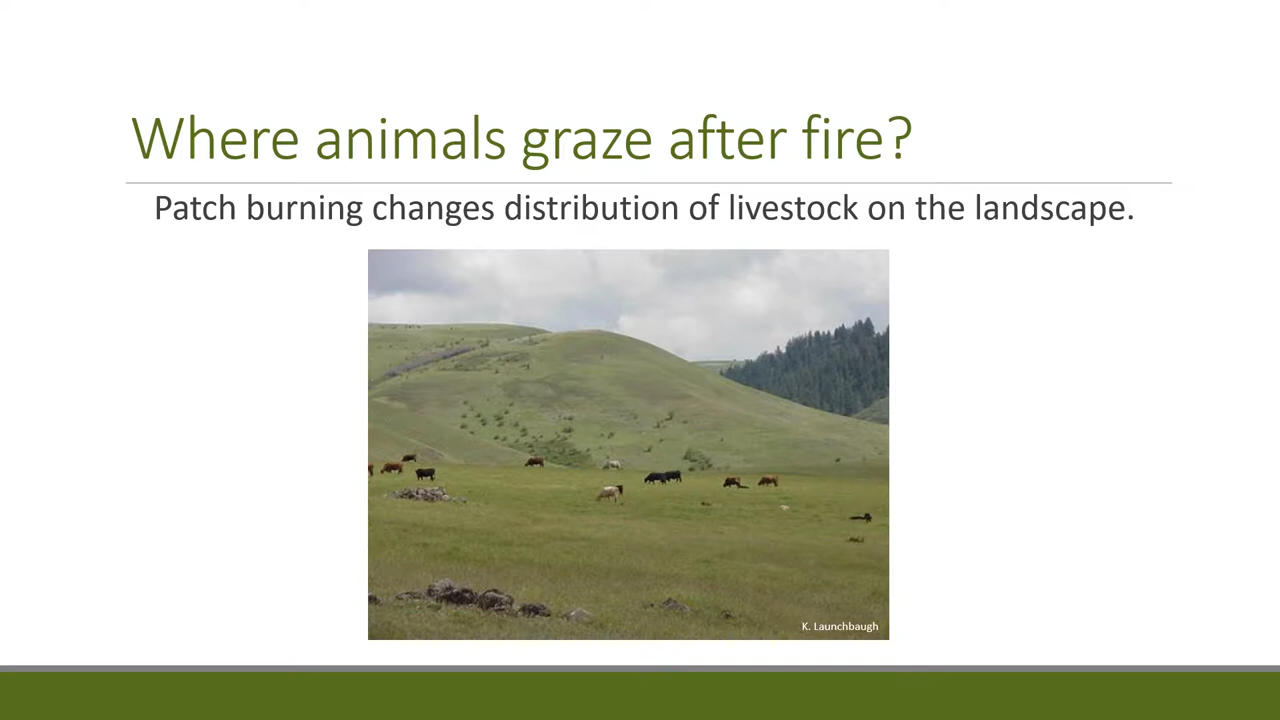 Where animals graze after fire?
Patch burning changes distribution of livestock on the landscape.
K. Launchbaugh